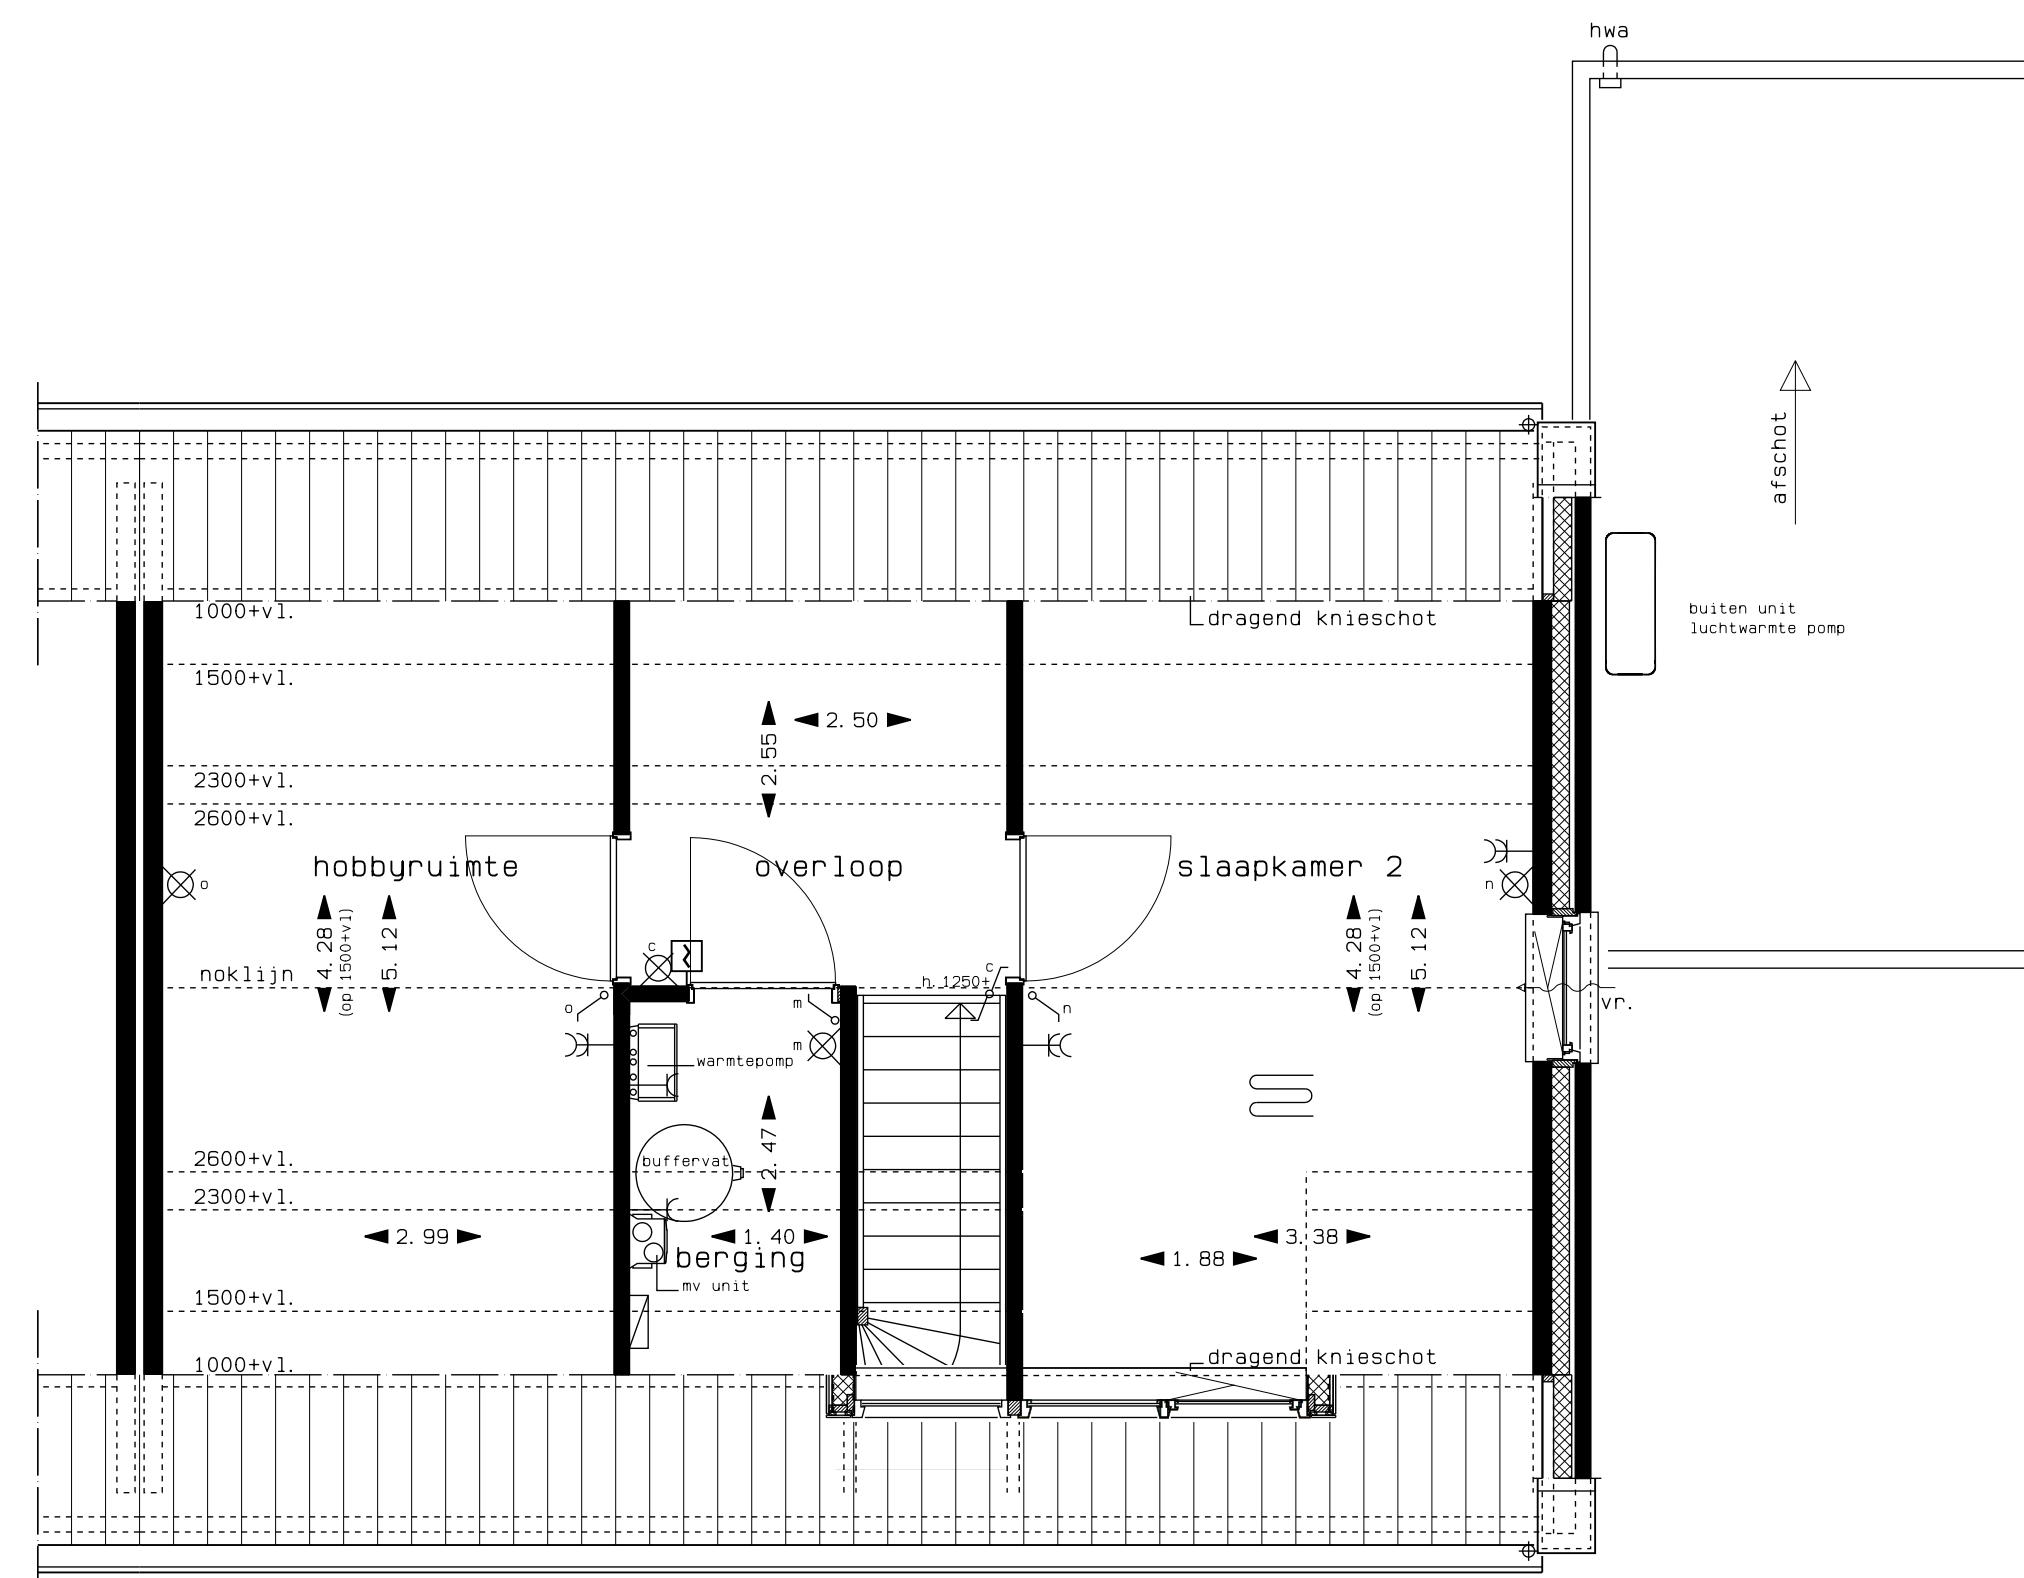 hwa
afschot
buiten unit
luchtwarmte pomp
1000+vl.
dragend knieschot
1500+vl.
2.50
2.55
2300+vl.
2600+vl.
hobbyruimte
overloop
slaapkamer 2
o
n
4.28
(op 1500+vl)
5.12
4.28
(op 1500+vl)
5.12
c
noklijn
c
h.1250+
o
m
n
vr.
m
warmtepomp
2.47
buffervat
2600+vl.
2300+vl.
2.99
1.40
3.38
1.88
berging
mv unit
1500+vl.
1000+vl.
dragend knieschot